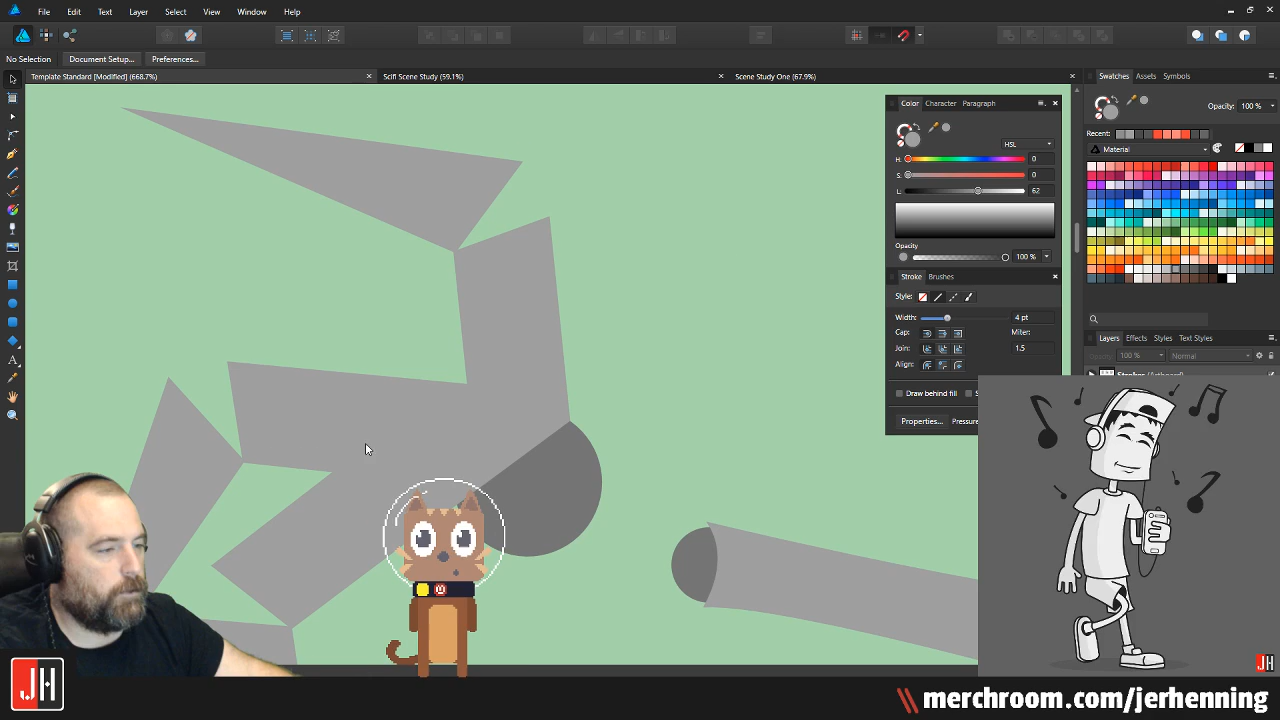 File Edit Text Layer Select View Window Help
No Selection Document Setup... Preferences...
Template Standard [Modified] (668.7%) Scifi Scene Study (59.1%) Scene Study One (67.9%)
Swatches Assets Symbols
Opacity: 100 %
Recent:
Material
Color Character Paragraph
HSL
H: 0
S: 0
L: 62
Opacity
100 %
Stroke Brushes
Style:
Width: 4 pt
Cap: Miter:
Join: 1.5
Align:
Draw behind fill
Properties... Pressure
Layers Effects Styles Text Styles
Opacity: 100 % Normal
JH
JH
merchroom.com/jerhenning